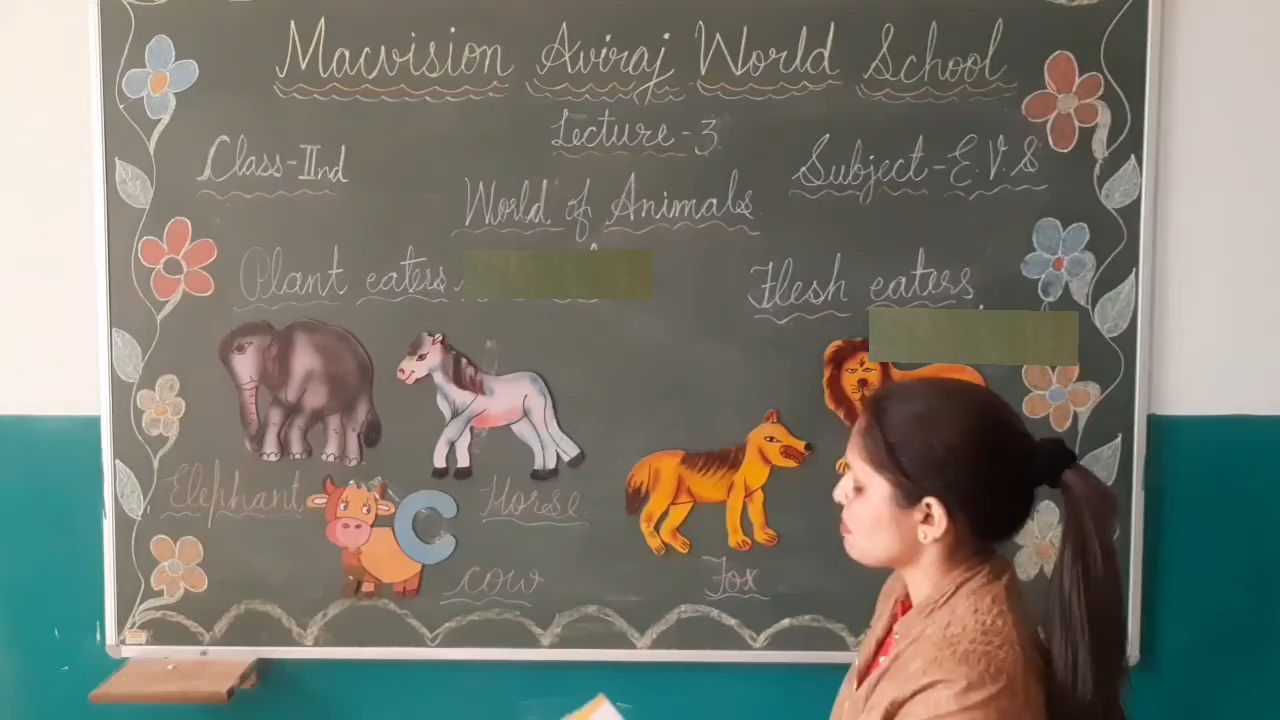 Macvision Aviraj World School
Lecture-3
Class-IInd
Subject-E.V.S
World of Animals
Plant eaters
Flesh eaters
Elephant
Horse
C
cow
Fox